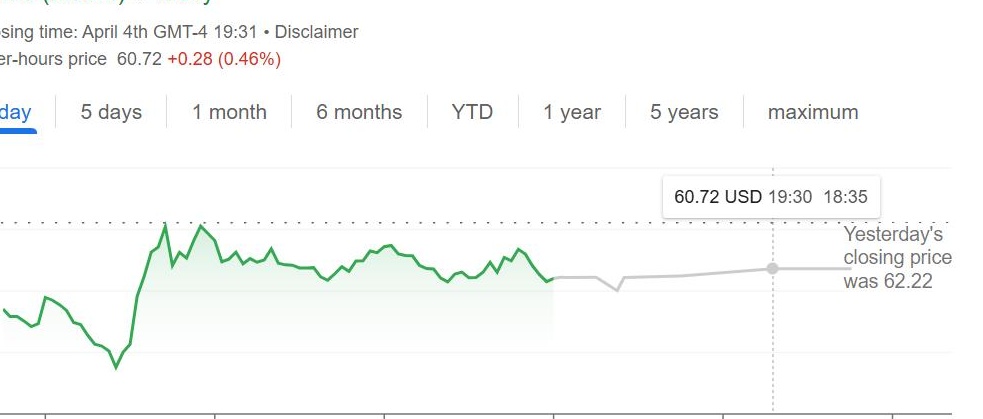 osing time: April 4th GMT-4 19:31 • Disclaimer
er-hours price 60.72 +0.28 (0.46%)
day
5 days
1 month
6 months
YTD
1 year
5 years
maximum
60.72 USD 19:30 18:35
Yesterday's
closing price
was 62.22